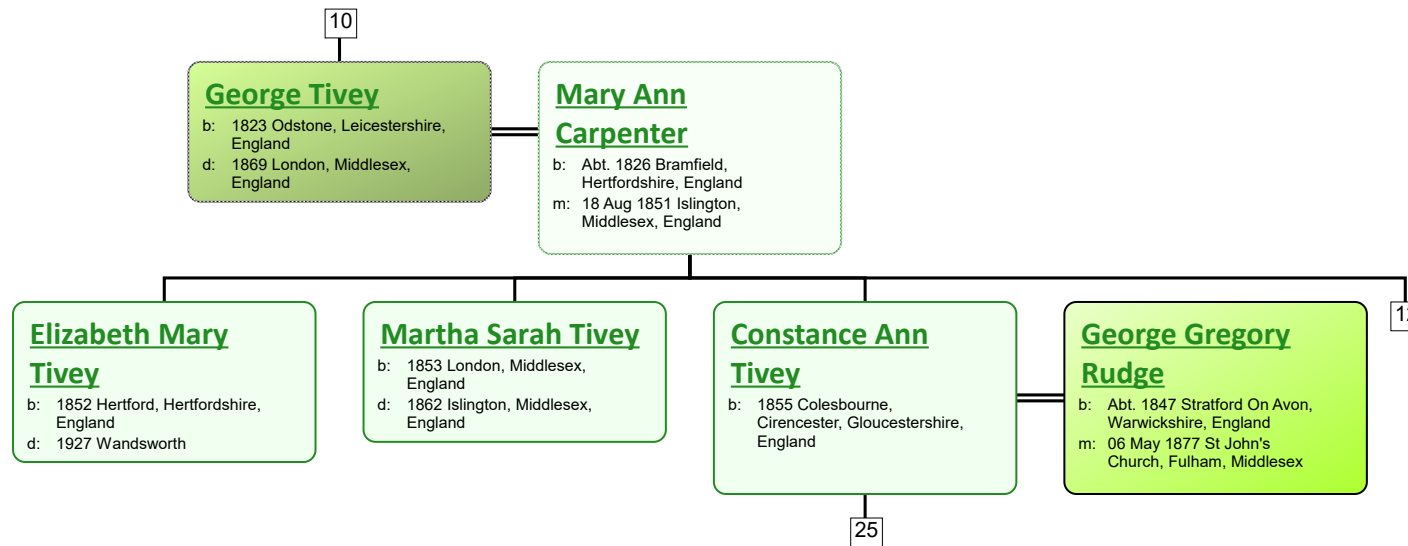 10
George Tivey
b: 1823 Odstone, Leicestershire,
England
d: 1869 London, Middlesex,
England
Mary Ann
Carpenter
b: Abt. 1826 Bramfield,
Hertfordshire, England
m: 18 Aug 1851 Islington,
Middlesex, England
Elizabeth Mary
Tivey
b: 1852 Hertford, Hertfordshire,
England
d: 1927 Wandsworth
Martha Sarah Tivey
b: 1853 London, Middlesex,
England
d: 1862 Islington, Middlesex,
England
Constance Ann
Tivey
b: 1855 Colesbourne,
Cirencester, Gloucestershire,
England
George Gregory
Rudge
b: Abt. 1847 Stratford On Avon,
Warwickshire, England
m: 06 May 1877 St John's
Church, Fulham, Middlesex
25